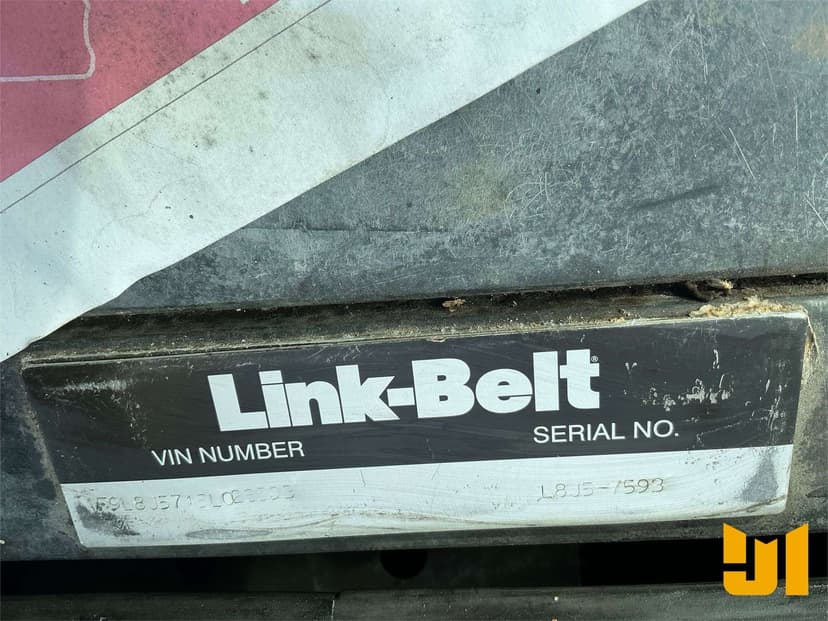 Link-Belt®
VIN NUMBER
SERIAL NO.
L8J5-7593